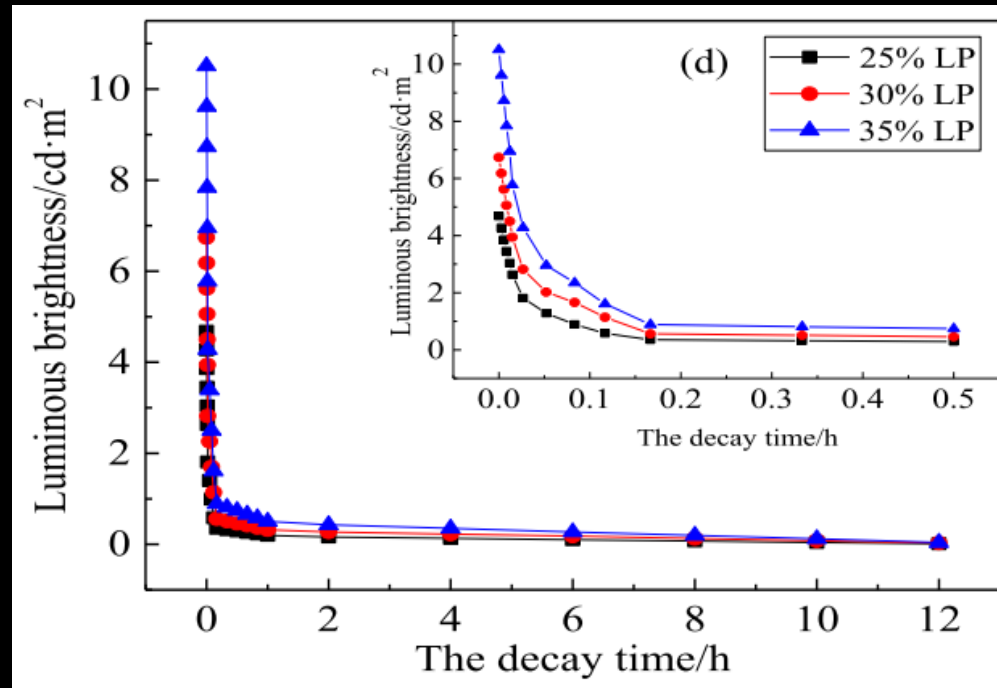 Luminous brightness/cd·m²
10
8
6
4
2
0
0 2 4 6 8 10 12
The decay time/h
(d)
25% LP
30% LP
35% LP
Luminous brightness/cd·m²
10
8
6
4
2
0
0.0 0.1 0.2 0.3 0.4 0.5
The decay time/h